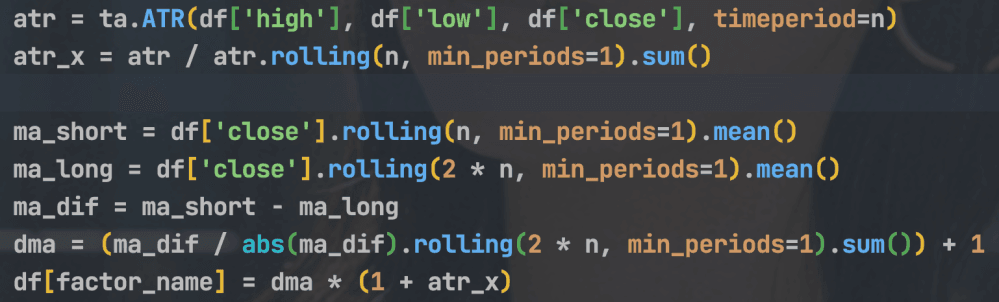 atr = ta.ATR(df['high'], df['low'], df['close'], timeperiod=n)
atr_x = atr / atr.rolling(n, min_periods=1).sum()
ma_short = df['close'].rolling(n, min_periods=1).mean()
ma_long = df['close'].rolling(2 * n, min_periods=1).mean()
ma_dif = ma_short - ma_long
dma = (ma_dif / abs(ma_dif).rolling(2 * n, min_periods=1).sum()) + 1
df[factor_name] = dma * (1 + atr_x)